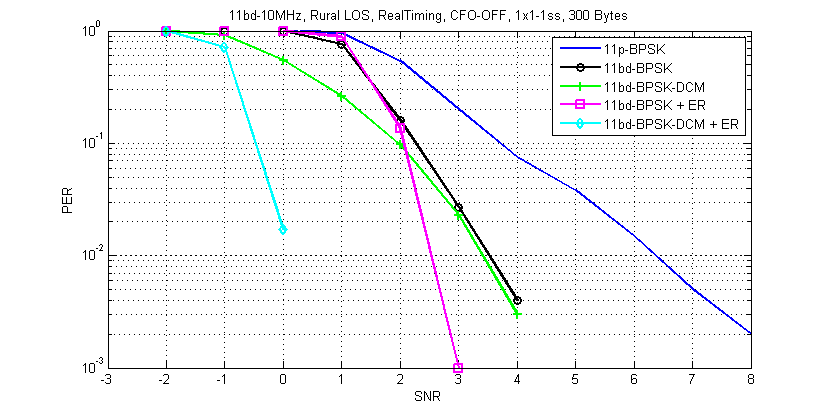 11bd-10MHz, Rural LOS, RealTiming, CFO-OFF, 1x1-1ss, 300 Bytes
11p-BPSK
11bd-BPSK
11bd-BPSK-DCM
11bd-BPSK + ER
11bd-BPSK-DCM + ER
10^0
10^-1
10^-2
10^-3
PER
-3 -2 -1 0 1 2 3 4 5 6 7 8
SNR